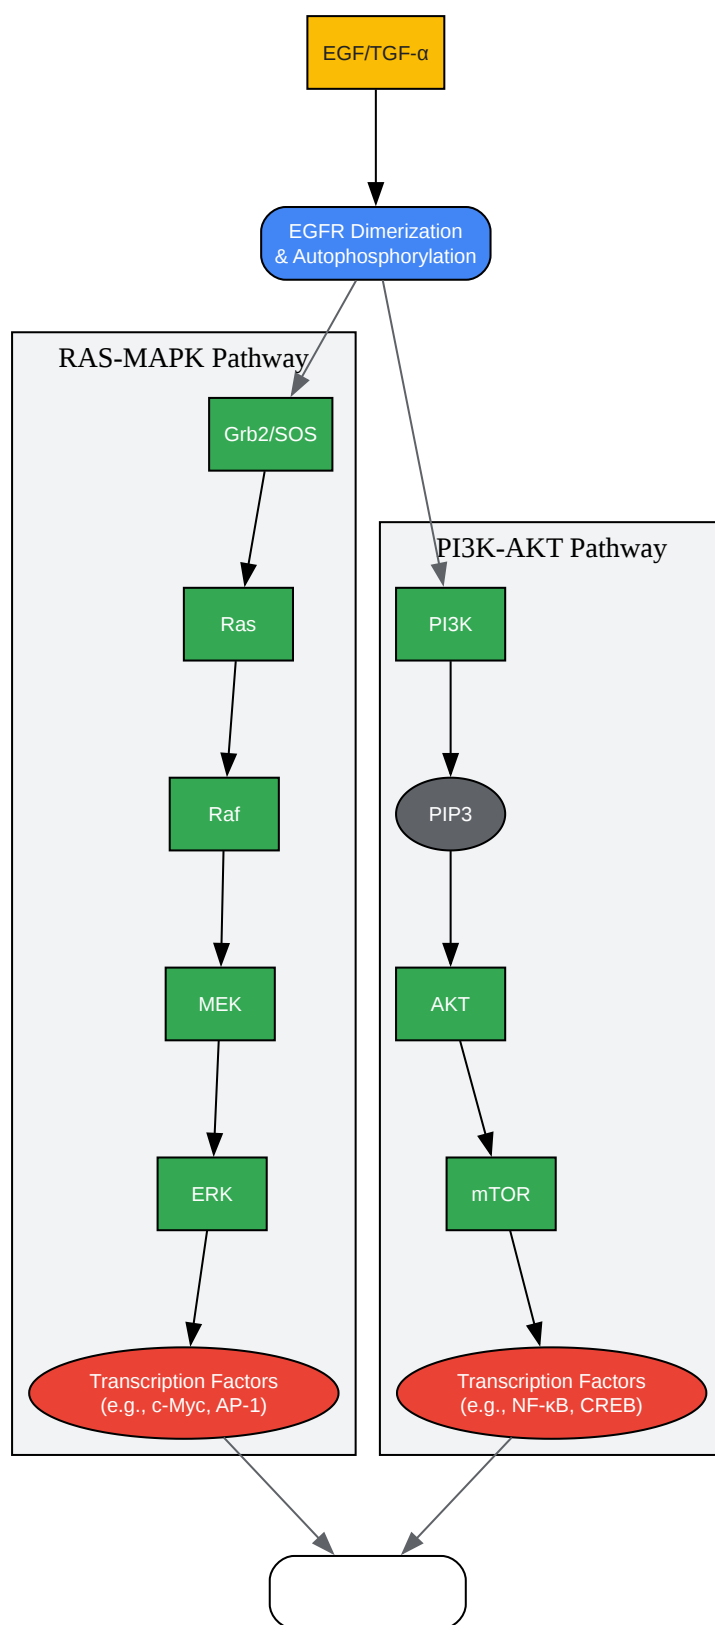 EGF/TGF-α
EGFR Dimerization
& Autophosphorylation
RAS-MAPK Pathway
Grb2/SOS
Ras
Raf
MEK
ERK
Transcription Factors
(e.g., c-Myc, AP-1)
PI3K-AKT Pathway
PI3K
PIP3
AKT
mTOR
Transcription Factors
(e.g., NF-κB, CREB)